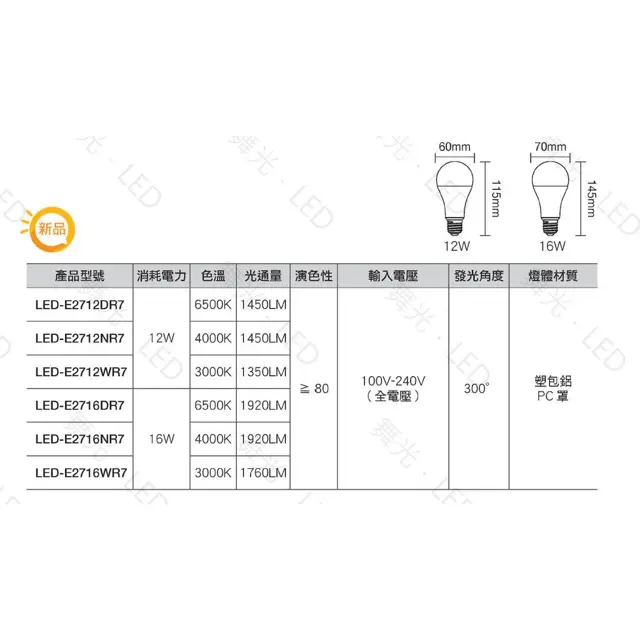 60mm
115mm
12W
70mm
145mm
16W
新品
產品型號 消耗電力 色溫 光通量 演色性 輸入電壓 發光角度 燈體材質
LED-E2712DR7 6500K 1450LM
LED-E2712NR7 12W 4000K 1450LM
LED-E2712WR7 3000K 1350LM
≧ 80 100V-240V (全電壓) 300° 塑包鋁 PC 罩
LED-E2716DR7 6500K 1920LM
LED-E2716NR7 16W 4000K 1920LM
LED-E2716WR7 3000K 1760LM
舞光·LED